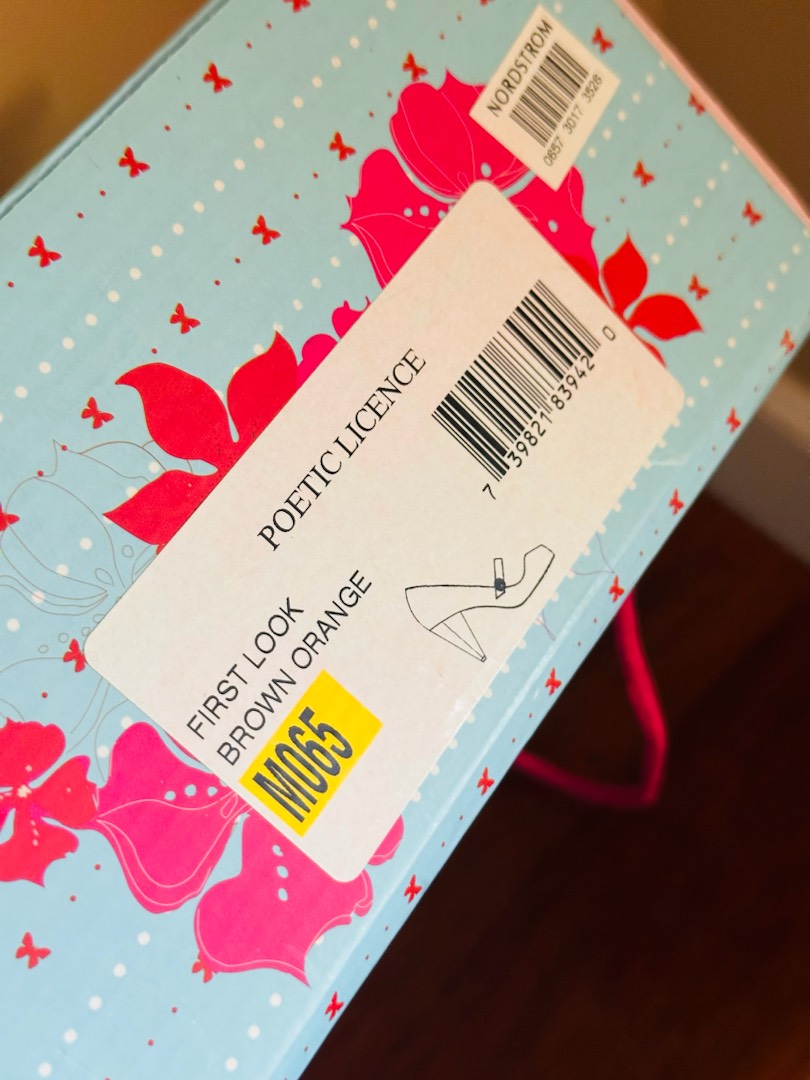 NORDSTROM
0657 3017 3528
POETIC LICENCE
7 39821 83942 0
FIRST LOOK
BROWN ORANGE
M065